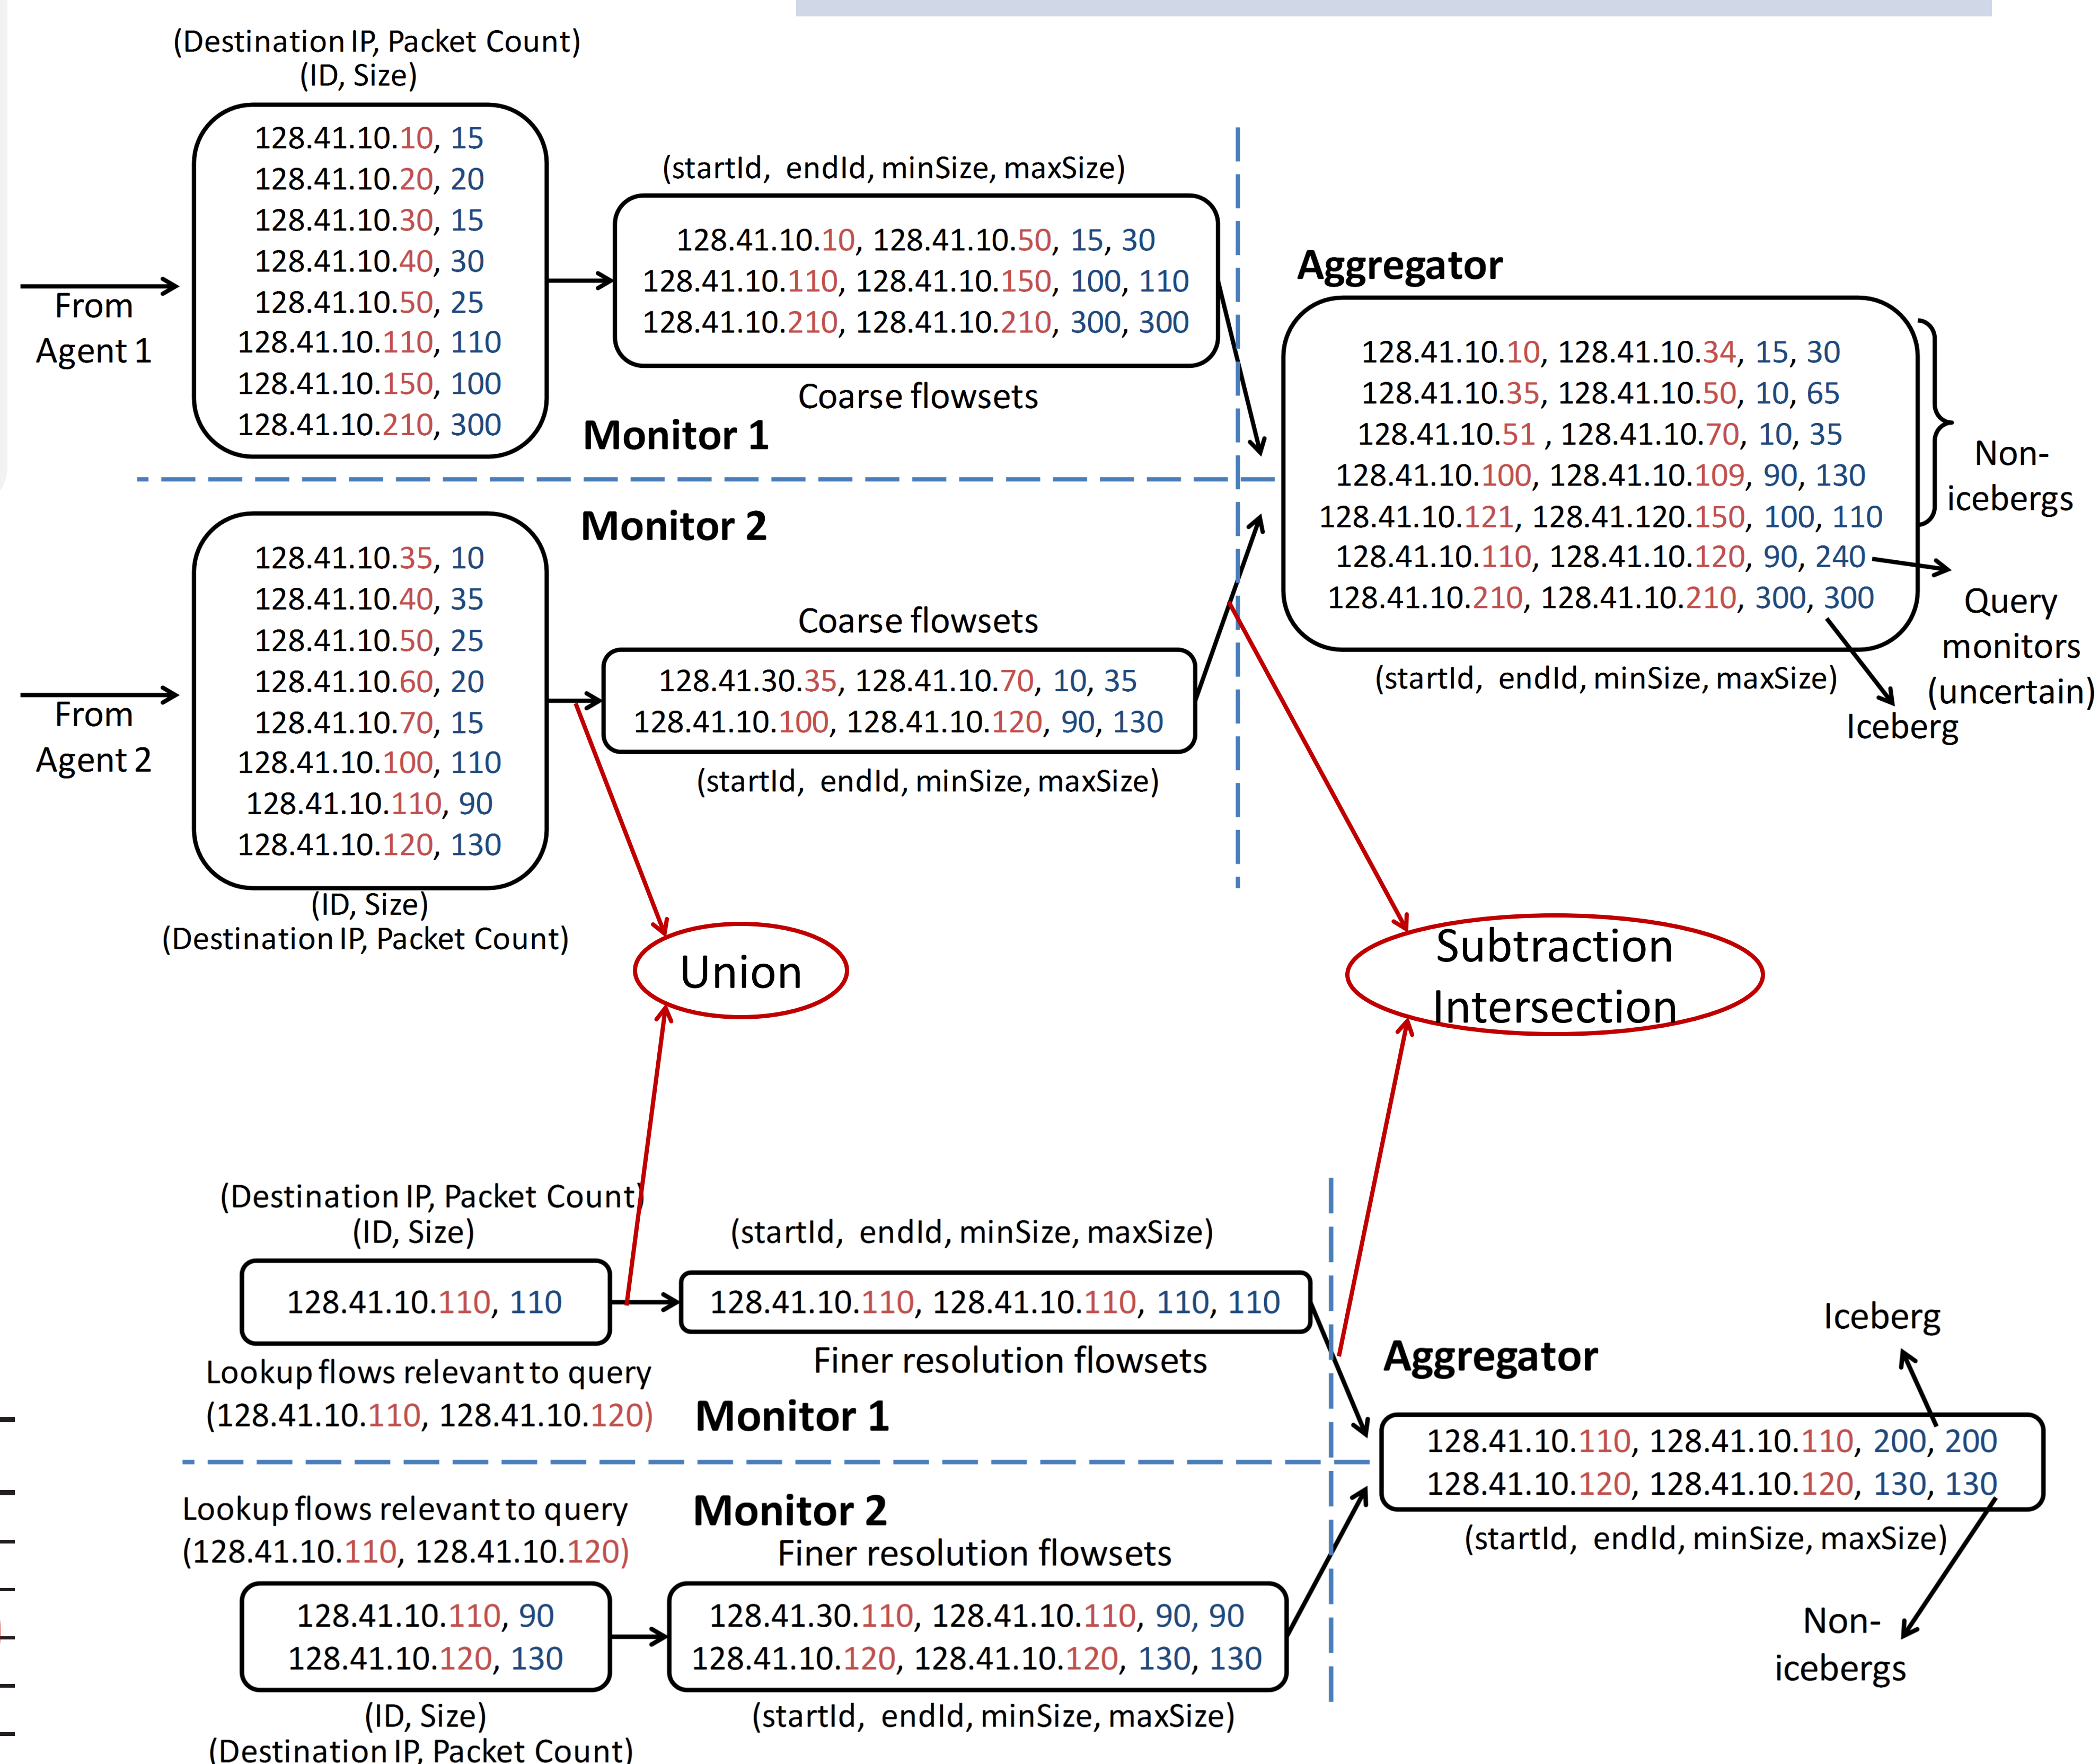 (Destination IP, Packet Count)
(ID, Size)
128.41.10.10, 15
128.41.10.20, 20
128.41.10.30, 15
128.41.10.40, 30
128.41.10.50, 25
128.41.10.110, 110
128.41.10.150, 100
128.41.10.210, 300
From
Agent 1
(startId, endId, minSize, maxSize)
128.41.10.10, 128.41.10.50, 15, 30
128.41.10.110, 128.41.10.150, 100, 110
128.41.10.210, 128.41.10.210, 300, 300
Coarse flowsets
Monitor 1
Monitor 2
128.41.10.35, 10
128.41.10.40, 35
128.41.10.50, 25
128.41.10.60, 20
128.41.10.70, 15
128.41.10.100, 110
128.41.10.110, 90
128.41.10.120, 130
From
Agent 2
(ID, Size)
(Destination IP, Packet Count)
Coarse flowsets
128.41.30.35, 128.41.10.70, 10, 35
128.41.10.100, 128.41.10.120, 90, 130
(startId, endId, minSize, maxSize)
Aggregator
128.41.10.10, 128.41.10.34, 15, 30
128.41.10.35, 128.41.10.50, 10, 65
128.41.10.51 , 128.41.10.70, 10, 35
128.41.10.100, 128.41.10.109, 90, 130
128.41.10.121, 128.41.120.150, 100, 110
128.41.10.110, 128.41.10.120, 90, 240
128.41.10.210, 128.41.10.210, 300, 300
(startId, endId, minSize, maxSize)
Non-
icebergs
Query
monitors
(uncertain)
Iceberg
Union
Subtraction
Intersection
(Destination IP, Packet Count)
(ID, Size)
128.41.10.110, 110
Lookup flows relevant to query
(128.41.10.110, 128.41.10.120)
(startId, endId, minSize, maxSize)
128.41.10.110, 128.41.10.110, 110, 110
Finer resolution flowsets
Monitor 1
Lookup flows relevant to query
(128.41.10.110, 128.41.10.120)
128.41.10.110, 90
128.41.10.120, 130
(ID, Size)
(Destination IP, Packet Count)
Monitor 2
Finer resolution flowsets
128.41.30.110, 128.41.10.110, 90, 90
128.41.10.120, 128.41.10.120, 130, 130
(startId, endId, minSize, maxSize)
Iceberg
Aggregator
128.41.10.110, 128.41.10.110, 200, 200
128.41.10.120, 128.41.10.120, 130, 130
(startId, endId, minSize, maxSize)
Non-
icebergs